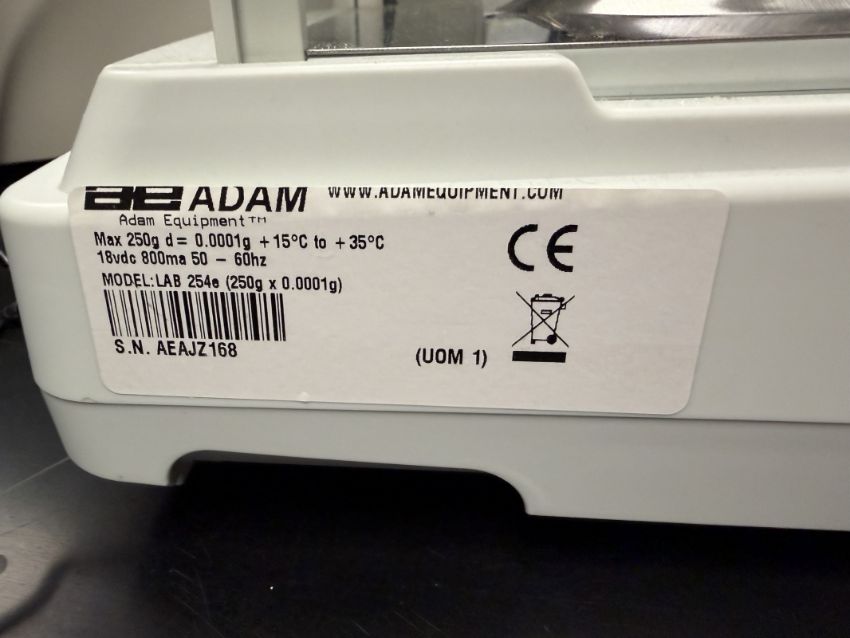 ae ADAM WWW.ADAMEQUIPMENT.COM
Adam Equipment™
Max 250g d= 0.0001g +15°C to +35°C
18vdc 800ma 50 – 60hz
MODEL:LAB 254e (250g x 0.0001g)
S.N. AEAJZ168
(UOM 1)
CE